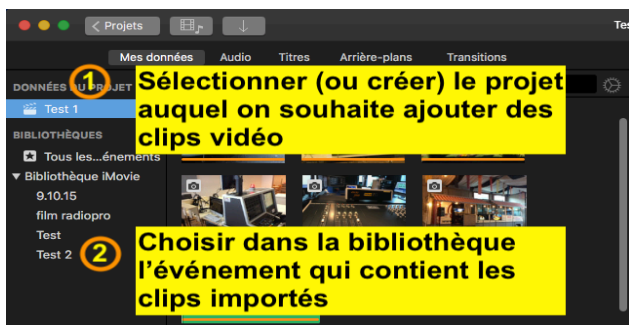 Projets
Tes
Mes données Audio Titres Arrière-plans Transitions
DONNÉES DU PROJET
1
Test 1
Sélectionner (ou créer) le projet
auquel on souhaite ajouter des
clips vidéo
BIBLIOTHÈQUES
Tous les...énements
Bibliothèque iMovie
9.10.15
film radiopro
Test
Test 2
2
Choisir dans la bibliothèque
l’événement qui contient les
clips importés